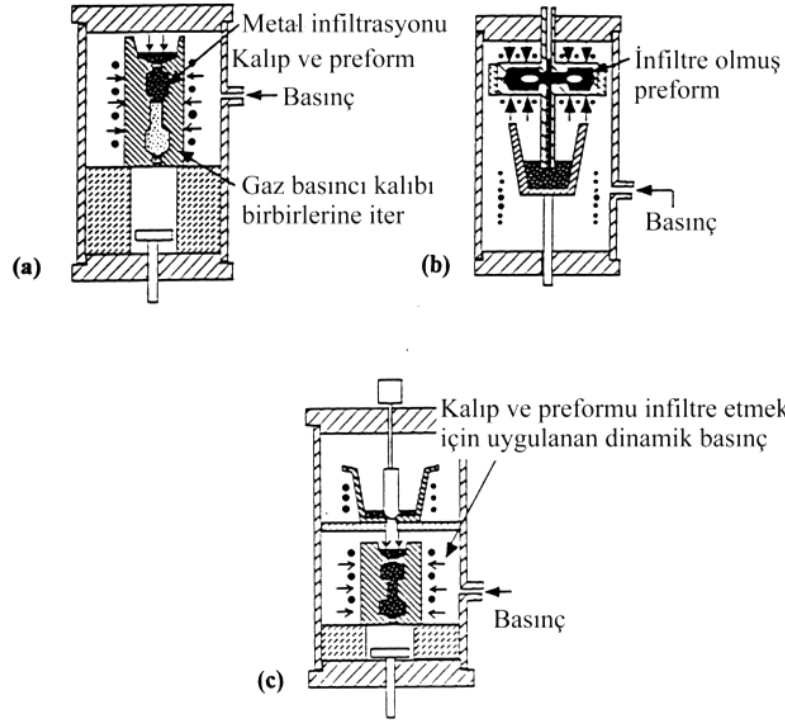 Metal infiltrasyonu
Kalıp ve preform
Basınç
Gaz basıncı kalıbı
birbirlerine iter
(a)
İnfiltre olmuş
preform
Basınç
(b)
Kalıp ve preformu infiltre etmek
için uygulanan dinamik basınç
Basınç
(c)